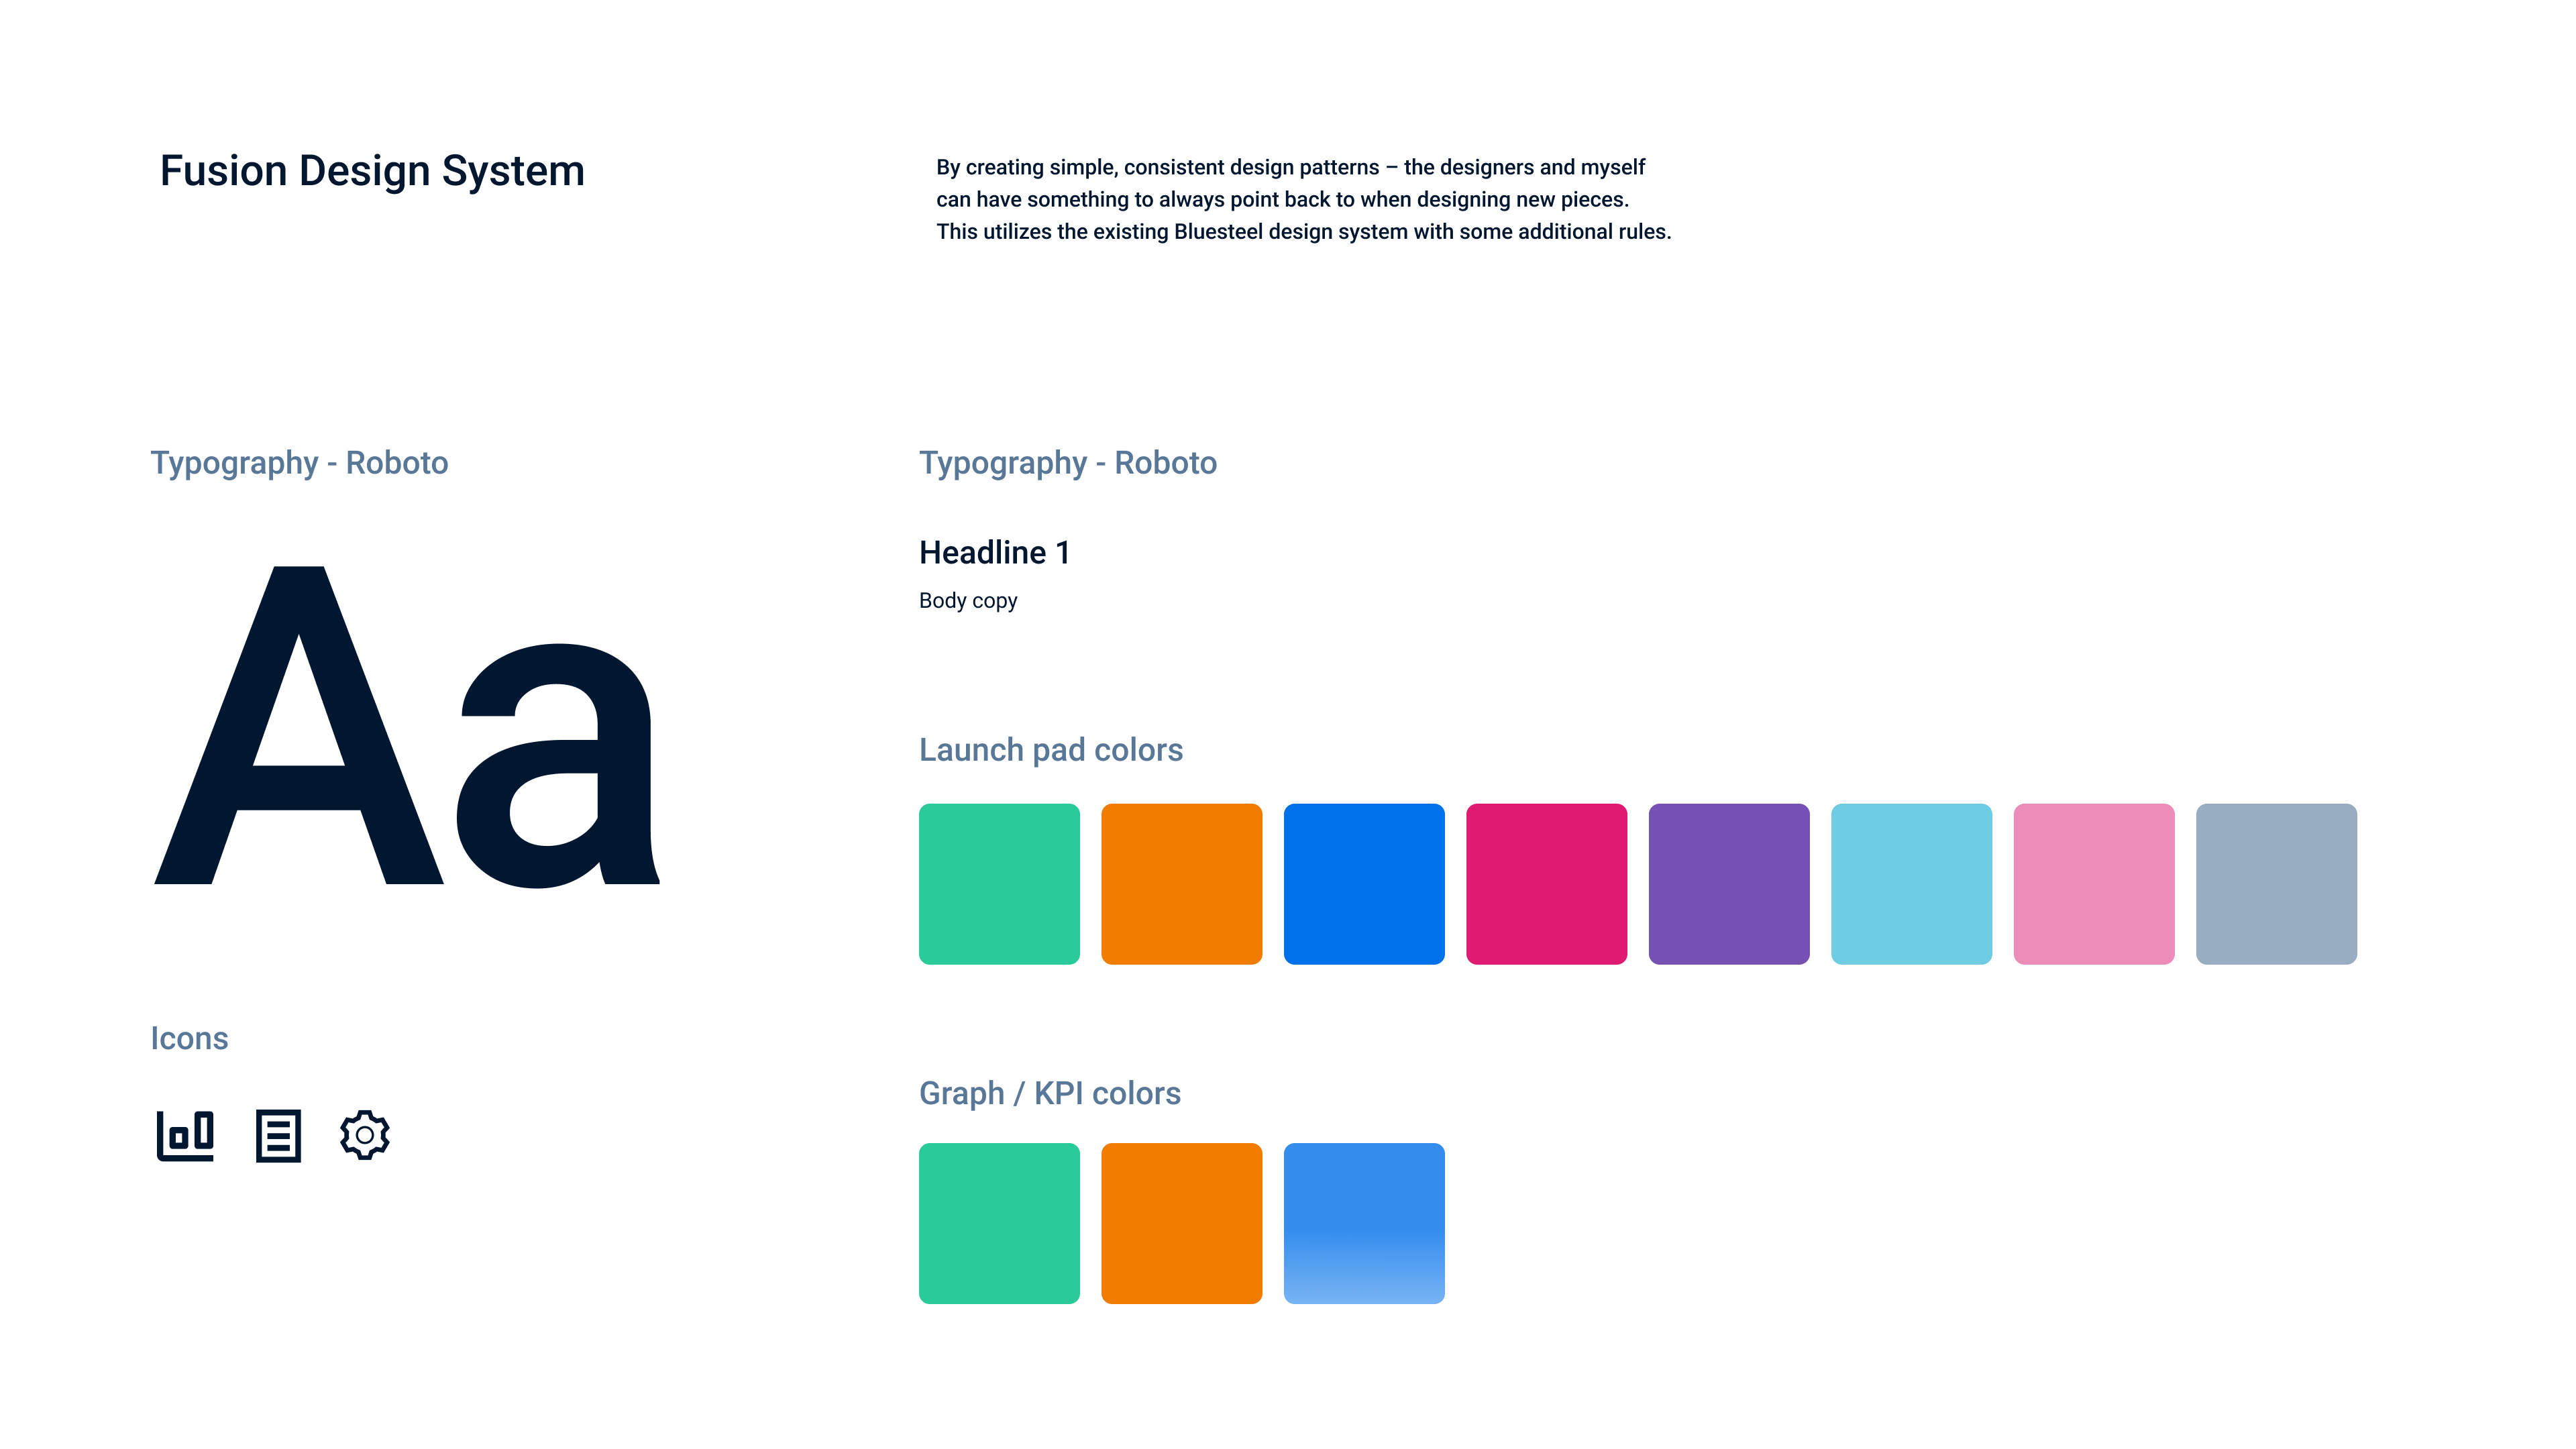 Fusion Design System
By creating simple, consistent design patterns – the designers and myself
can have something to always point back to when designing new pieces.
This utilizes the existing Bluesteel design system with some additional rules.
Typography - Roboto
Aa
Icons
Typography - Roboto
Headline 1
Body copy
Launch pad colors
Graph / KPI colors